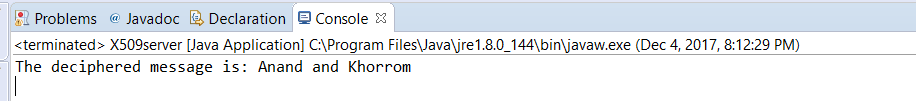 Problems @ Javadoc Declaration Console
<terminated> X509server [Java Application] C:\Program Files\Java\jre1.8.0_144\bin\javaw.exe (Dec 4, 2017, 8:12:29 PM)
The deciphered message is: Anand and Khorrom